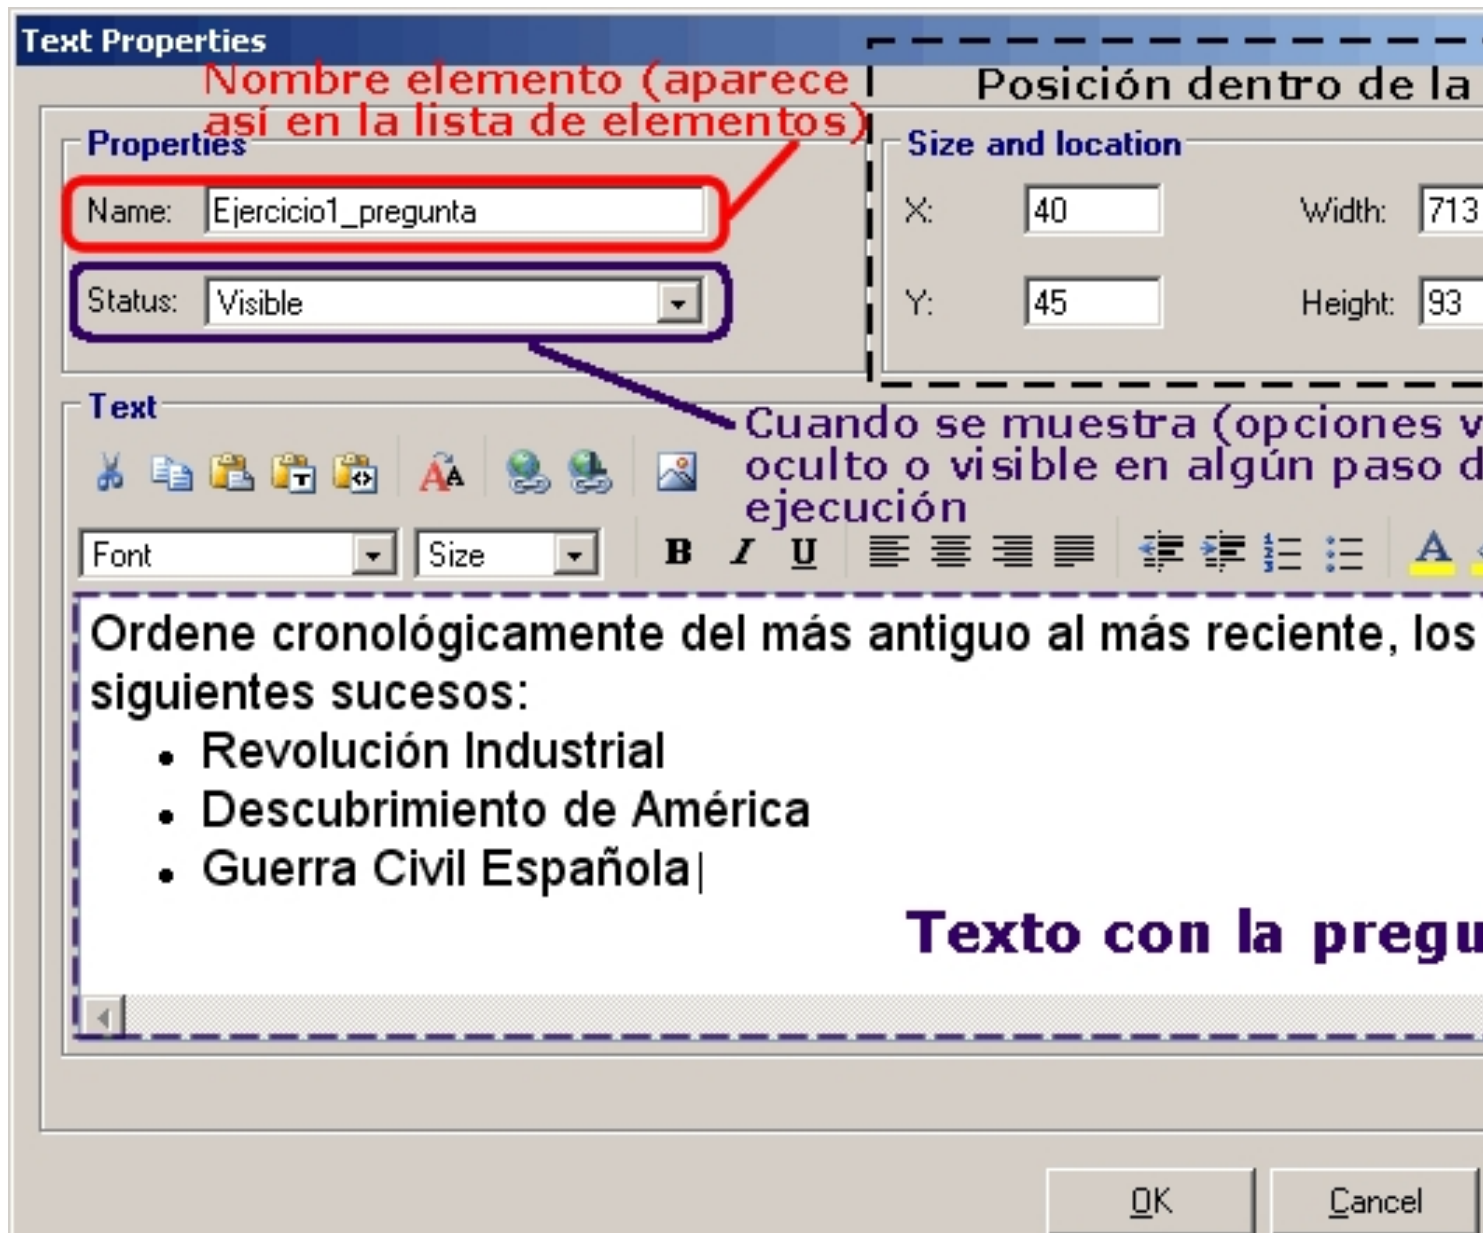 Text Properties
Nombre elemento (aparece
así en la lista de elementos)
Posición dentro de la
Properties
Name: Ejercicio1_pregunta
Status: Visible
Size and location
X: 40 Width: 713
Y: 45 Height: 93
Text
Cuando se muestra (opciones
oculto o visible en algún paso
ejecución
Font Size B I U A
Ordene cronológicamente del más antiguo al más reciente, los
siguientes sucesos:
• Revolución Industrial
• Descubrimiento de América
• Guerra Civil Española
Texto con la
OK Cancel